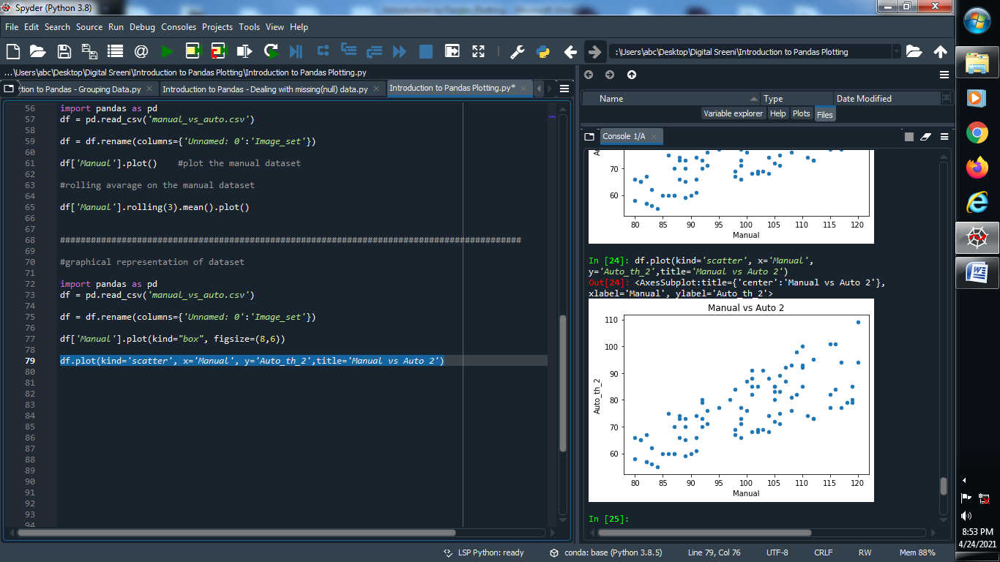 Spyder (Python 3.8)
File Edit Search Source Run Debug Consoles Projects Tools View Help
:\Users\abc\Desktop\Digital Sreeni\Introduction to Pandas Plotting
...\Users\abc\Desktop\Digital Sreeni\Introduction to Pandas Plotting\Introduction to Pandas Plotting.py
tion to Pandas - Grouping Data.py Introduction to Pandas - Dealing with missing(null) data.py Introduction to Pandas Plotting.py*
56 import pandas as pd
57 df = pd.read_csv('manual_vs_auto.csv')
58
59 df = df.rename(columns={'Unnamed: 0':'Image_set'})
60
61 df['Manual'].plot() #plot the manual dataset
62
63 #rolling avarage on the manual dataset
64
65 df['Manual'].rolling(3).mean().plot()
66
67
68 ##########################################################################################
69
70 #graphical representation of dataset
71
72 import pandas as pd
73 df = pd.read_csv('manual_vs_auto.csv')
74
75 df = df.rename(columns={'Unnamed: 0':'Image_set'})
76
77 df['Manual'].plot(kind="box", figsize=(8,6))
78
79 df.plot(kind='scatter', x='Manual', y='Auto_th_2',title='Manual vs Auto 2')
80
81
82
83
84
85
86
87
88
89
90
91
92
93
94
Name Type Date Modified
Variable explorer Help Plots Files
Console 1/A
70
60
80 85 90 95 100 105 110 115 120
Manual
In [24]: df.plot(kind='scatter', x='Manual',
y='Auto_th_2',title='Manual vs Auto 2')
Out[24]: <AxesSubplot:title={'center':'Manual vs Auto 2'},
xlabel='Manual', ylabel='Auto_th_2'>
Manual vs Auto 2
110
100
90
80
70
60
Auto_th_2
80 85 90 95 100 105 110 115 120
Manual
In [25]:
LSP Python: ready conda: base (Python 3.8.5) Line 79, Col 76 UTF-8 CRLF RW Mem 88%
8:53 PM
4/24/2021